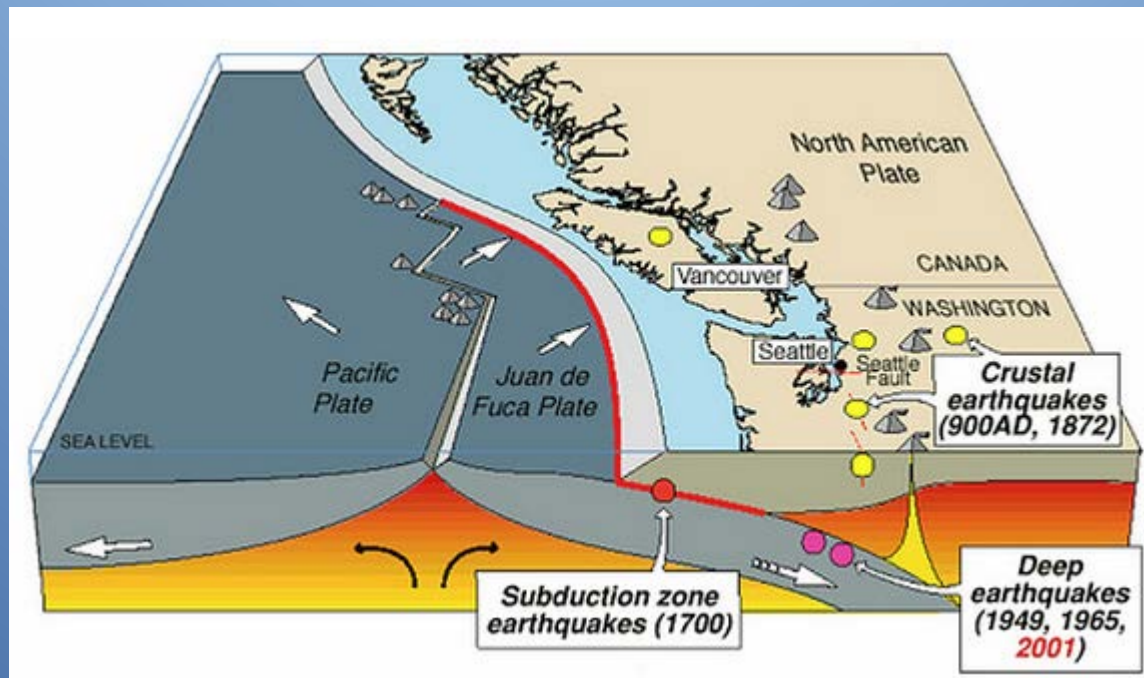 North American
Plate
Vancouver
CANADA
WASHINGTON
Seattle
Seattle
Fault
Pacific
Plate
Juan de
Fuca Plate
Crustal
earthquakes
(900AD, 1872)
SEA LEVEL
Subduction zone
earthquakes (1700)
Deep
earthquakes
(1949, 1965,
2001)